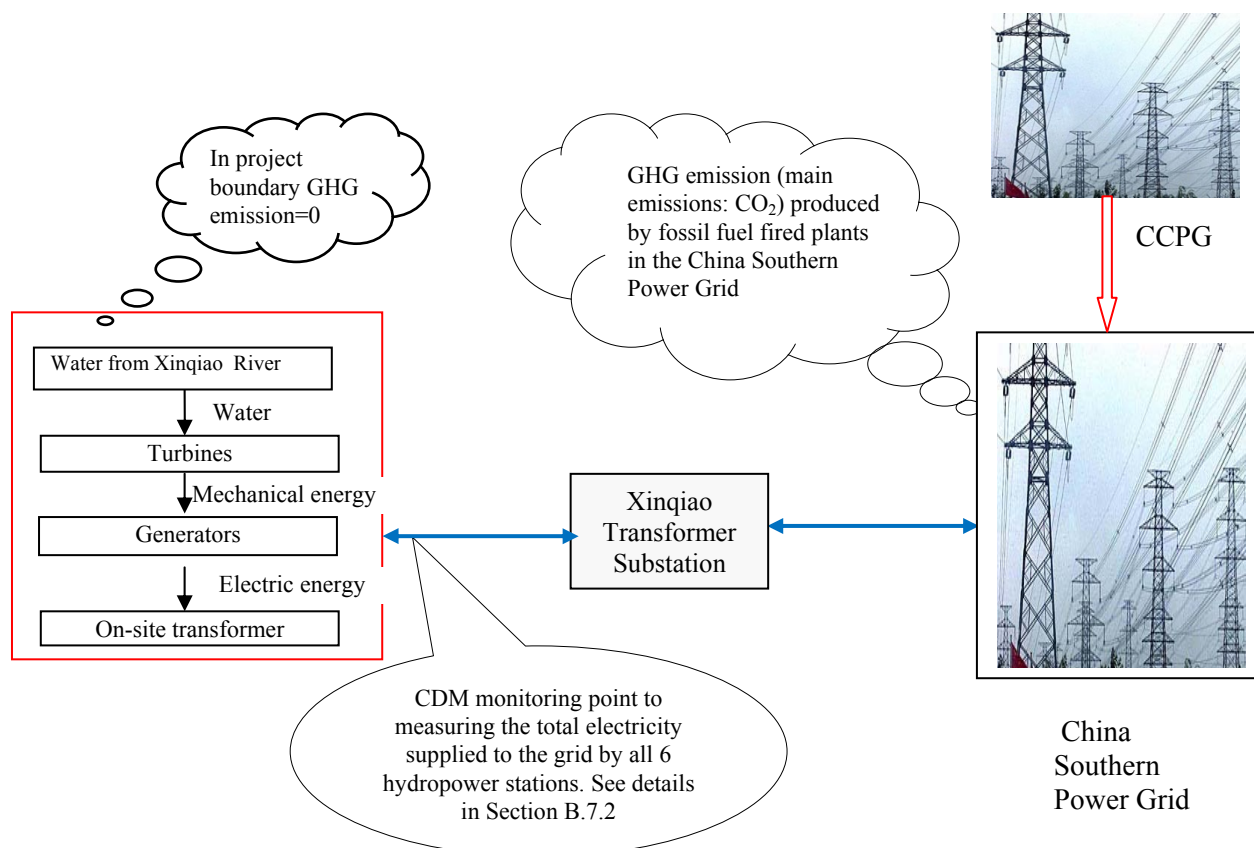 In project
boundary GHG
emission=0
GHG emission (main
emissions: CO₂) produced
by fossil fuel fired plants
in the China Southern
Power Grid
CCPG
Water from Xinqiao River
Water
Turbines
Mechanical energy
Generators
Electric energy
On-site transformer
Xinqiao
Transformer
Substation
CDM monitoring point to
measuring the total electricity
supplied to the grid by all 6
hydropower stations. See details
in Section B.7.2
China
Southern
Power Grid